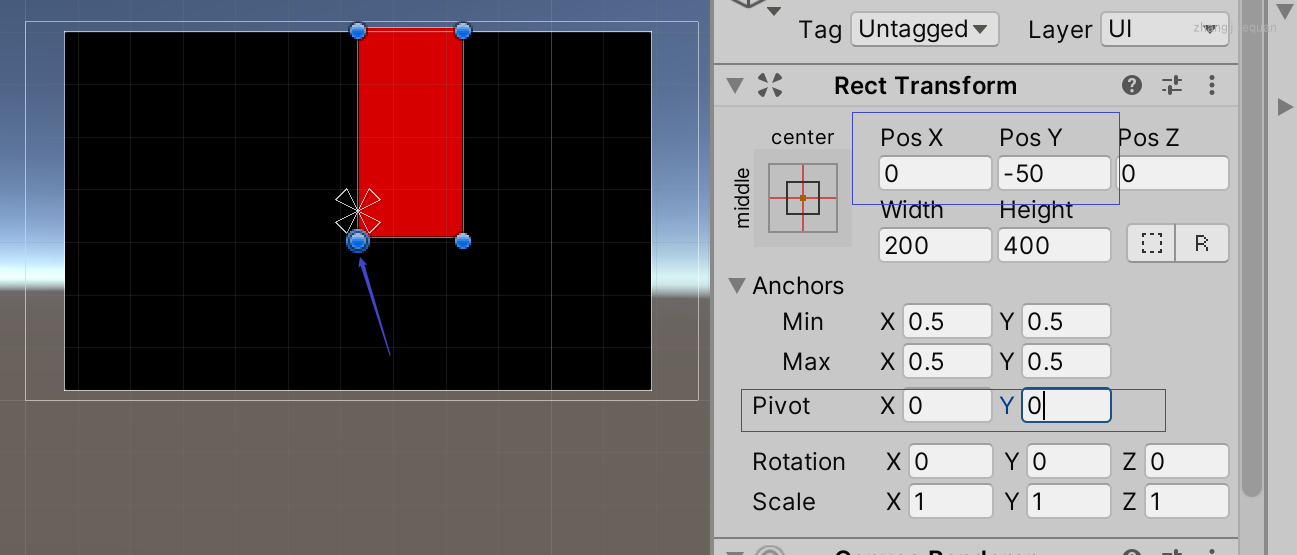 Tag Untagged Layer UI
Rect Transform
center
middle
Pos X Pos Y Pos Z
0 -50 0
Width Height
200 400 R
Anchors
Min X 0.5 Y 0.5
Max X 0.5 Y 0.5
Pivot X 0 Y 0
Rotation X 0 Y 0 Z 0
Scale X 1 Y 1 Z 1